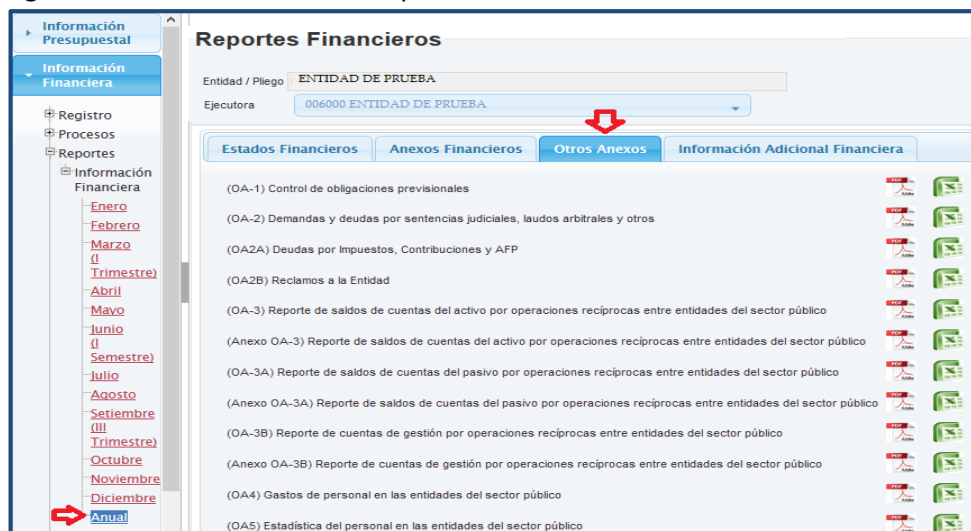 Información
Presupuestal
Información
Financiera
Registro
Procesos
Reportes
Información
Financiera
Enero
Febrero
Marzo
(I
Trimestre)
Abril
Mayo
Junio
(I
Semestre)
Julio
Agosto
Setiembre
(III
Trimestre)
Octubre
Noviembre
Diciembre
Anual
Reportes Financieros
Entidad / Pliego ENTIDAD DE PRUEBA
Ejecutora 006000 ENTIDAD DE PRUEBA
Estados Financieros Anexos Financieros Otros Anexos Información Adicional Financiera
(OA-1) Control de obligaciones previsionales
(OA-2) Demandas y deudas por sentencias judiciales, laudos arbitrales y otros
(OA2A) Deudas por Impuestos, Contribuciones y AFP
(OA2B) Reclamos a la Entidad
(OA-3) Reporte de saldos de cuentas del activo por operaciones recíprocas entre entidades del sector público
(Anexo OA-3) Reporte de saldos de cuentas del activo por operaciones recíprocas entre entidades del sector público
(OA-3A) Reporte de saldos de cuentas del pasivo por operaciones recíprocas entre entidades del sector público
(Anexo OA-3A) Reporte de saldos de cuentas del pasivo por operaciones recíprocas entre entidades del sector público
(OA-3B) Reporte de cuentas de gestión por operaciones recíprocas entre entidades del sector público
(Anexo OA-3B) Reporte de cuentas de gestión por operaciones recíprocas entre entidades del sector público
(OA4) Gastos de personal en las entidades del sector público
(OA5) Estadística del personal en las entidades del sector público